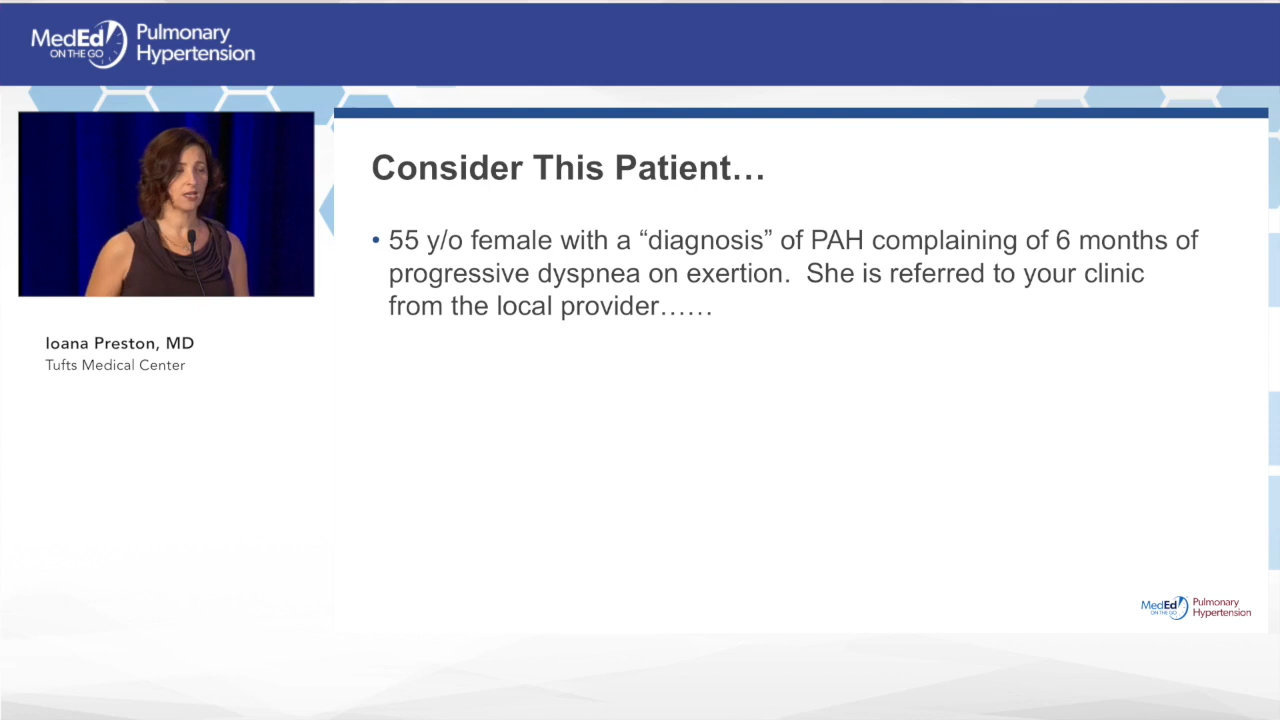 MedEd
ON THE GO
Pulmonary
Hypertension
Consider This Patient…
• 55 y/o female with a “diagnosis” of PAH complaining of 6 months of
progressive dyspnea on exertion.  She is referred to your clinic
from the local provider……
Ioana Preston, MD
Tufts Medical Center
MedEd
ON THE GO
Pulmonary
Hypertension